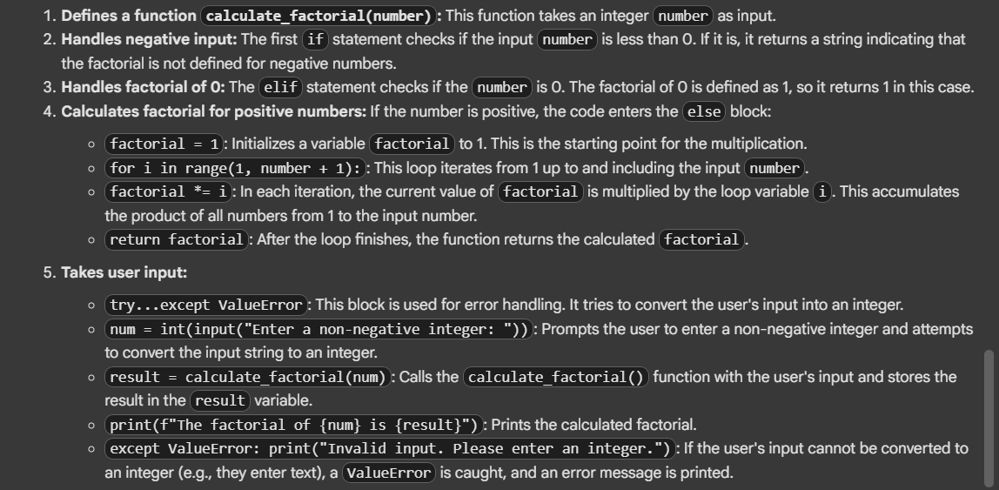 1. Defines a function calculate_factorial(number): This function takes an integer number as input.
2. Handles negative input: The first if statement checks if the input number is less than 0. If it is, it returns a string indicating that
the factorial is not defined for negative numbers.
3. Handles factorial of 0: The elif statement checks if the number is 0. The factorial of 0 is defined as 1, so it returns 1 in this case.
4. Calculates factorial for positive numbers: If the number is positive, the code enters the else block:
◦ factorial = 1: Initializes a variable factorial to 1. This is the starting point for the multiplication.
◦ for i in range(1, number + 1):: This loop iterates from 1 up to and including the input number.
◦ factorial *= i: In each iteration, the current value of factorial is multiplied by the loop variable i. This accumulates
the product of all numbers from 1 to the input number.
◦ return factorial: After the loop finishes, the function returns the calculated factorial.
5. Takes user input:
◦ try...except ValueError: This block is used for error handling. It tries to convert the user's input into an integer.
◦ num = int(input("Enter a non-negative integer: ")): Prompts the user to enter a non-negative integer and attempts
to convert the input string to an integer.
◦ result = calculate_factorial(num): Calls the calculate_factorial() function with the user's input and stores the
result in the result variable.
◦ print(f"The factorial of {num} is {result}"): Prints the calculated factorial.
◦ except ValueError: print("Invalid input. Please enter an integer."): If the user's input cannot be converted to
an integer (e.g., they enter text), a ValueError is caught, and an error message is printed.